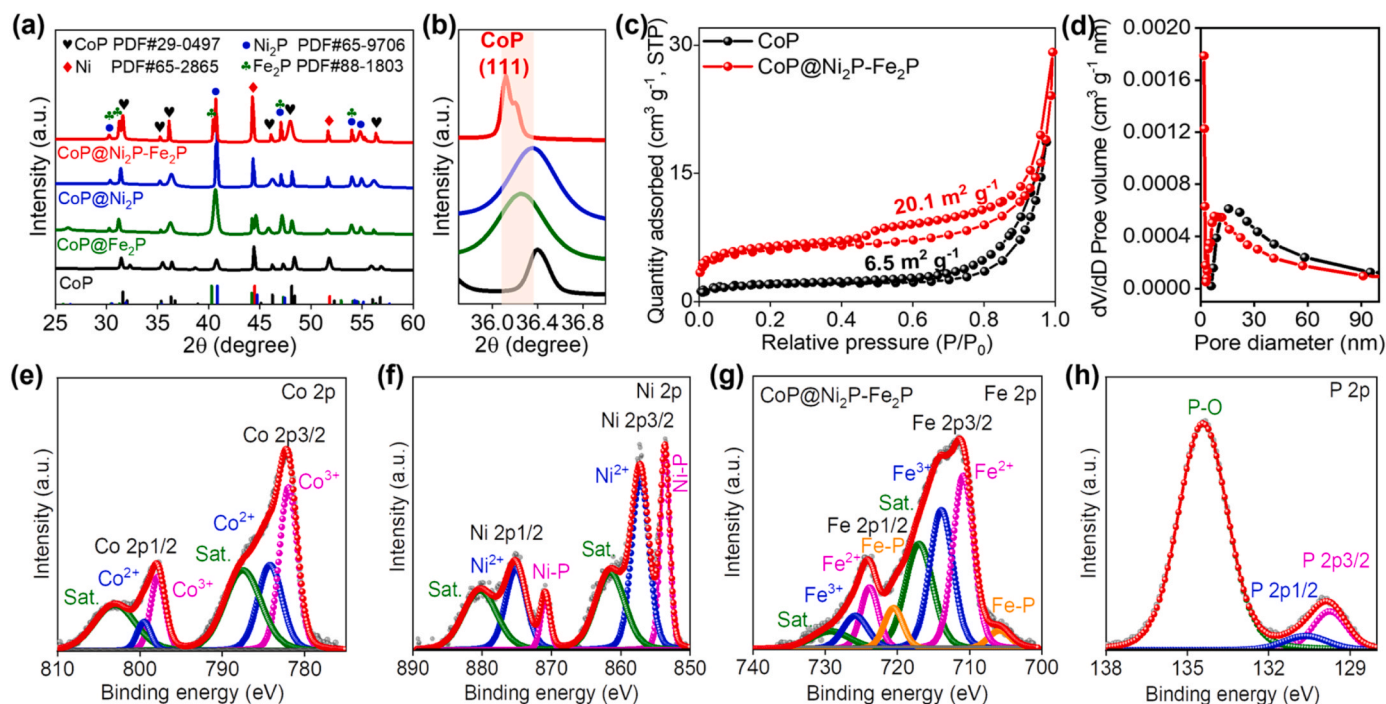 (a)
♥ CoP PDF#29-0497 ● Ni₂P PDF#65-9706
♦ Ni PDF#65-2865 ♣ Fe₂P PDF#88-1803
CoP@Ni₂P-Fe₂P
CoP@Ni₂P
CoP@Fe₂P
CoP
Intensity (a.u.)
25 30 35 40 45 50 55 60
2θ (degree)
(b)
CoP
(111)
Intensity (a.u.)
36.0 36.4 36.8
2θ (degree)
(c)
CoP
CoP@Ni₂P-Fe₂P
20.1 m² g⁻¹
6.5 m² g⁻¹
Quantity adsorbed (cm³ g⁻¹, STP)
30
15
0
0.0 0.2 0.4 0.6 0.8 1.0
Relative pressure (P/P₀)
(d)
dV/dD Proe volume (cm³ g⁻¹ nm)
0.0020
0.0016
0.0012
0.0008
0.0004
0.0000
0 30 60 90
Pore diameter (nm)
(e)
Co 2p
Co 2p3/2
Co³⁺
Co²⁺
Sat.
Co 2p1/2
Co²⁺
Co³⁺
Sat.
Intensity (a.u.)
810 800 790 780
Binding energy (eV)
(f)
Ni 2p
Ni 2p3/2
Ni²⁺
Ni-P
Sat.
Ni 2p1/2
Ni²⁺
Ni-P
Sat.
Intensity (a.u.)
890 880 870 860 850
Binding energy (eV)
(g)
CoP@Ni₂P-Fe₂P
Fe 2p
Fe 2p3/2
Fe³⁺
Fe²⁺
Sat.
Fe 2p1/2
Fe-P
Fe²⁺
Fe³⁺
Sat.
Fe-P
Intensity (a.u.)
740 730 720 710 700
Binding energy (eV)
(h)
P 2p
P-O
P 2p3/2
P 2p1/2
Intensity (a.u.)
138 135 132 129
Binding energy (eV)